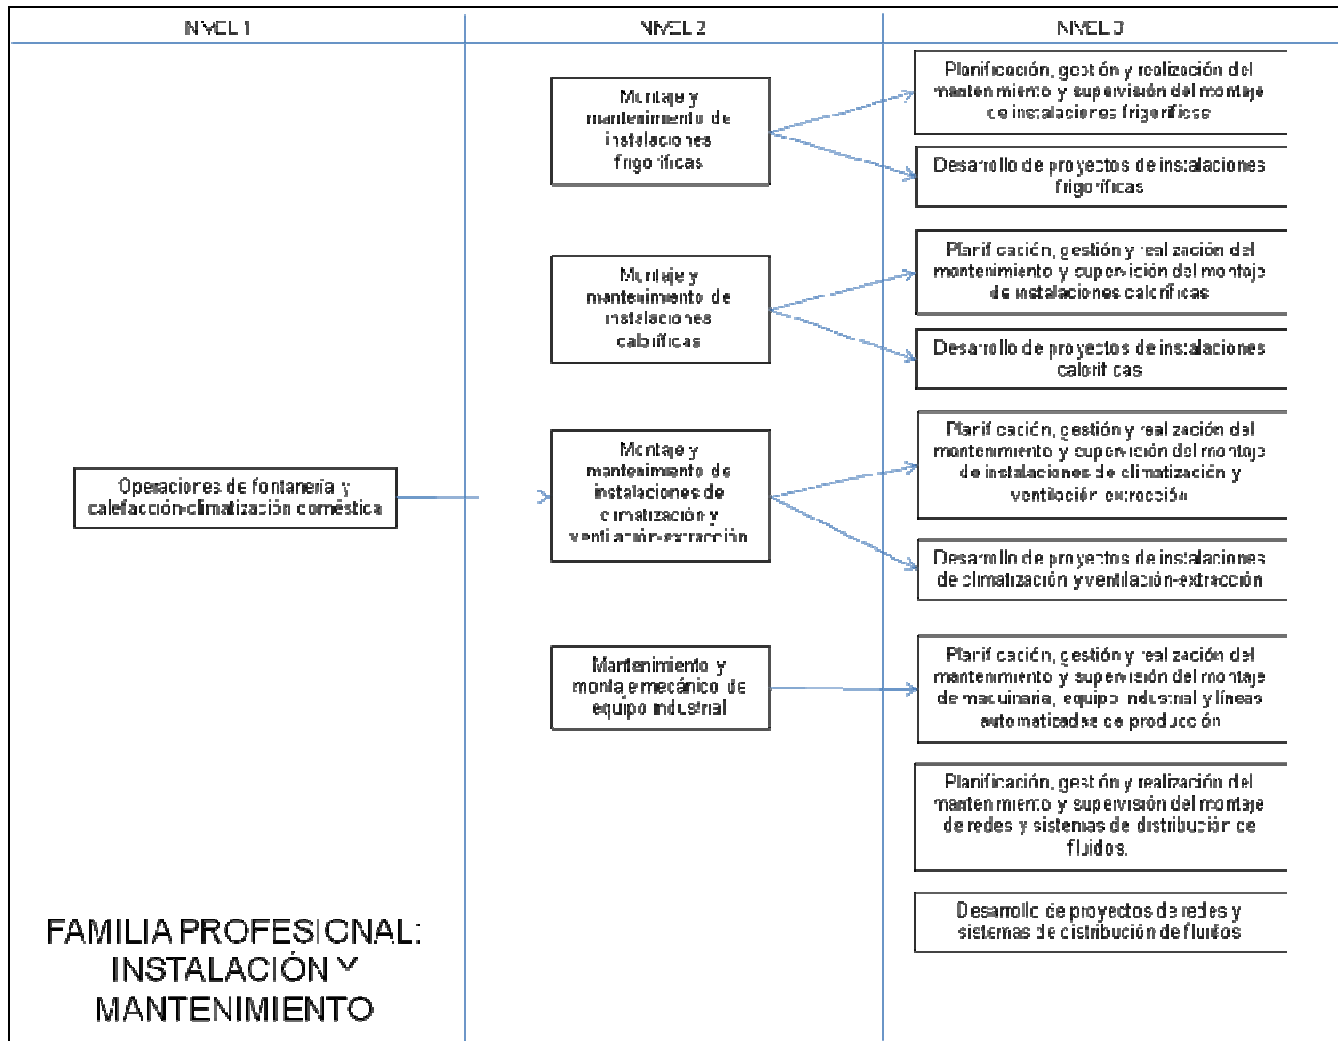 NIVEL 1
NIVEL 2
NIVEL 3
Operaciones de fontanería y
calefacción-climatización doméstica
Montaje y
mantenimiento de
instalaciones
frigoríficas
Montaje y
mantenimiento de
instalaciones
caloríficas
Montaje y
mantenimiento de
instalaciones de
climatización y
ventilación-extracción
Mantenimiento y
montaje mecánico de
equipo industrial
Planificación, gestión y realización del
mantenimiento y supervisión del montaje
de instalaciones frigoríficas
Desarrollo de proyectos de instalaciones
frigoríficas
Planificación, gestión y realización del
mantenimiento y supervisión del montaje
de instalaciones caloríficas
Desarrollo de proyectos de instalaciones
caloríficas
Planificación, gestión y realización del
mantenimiento y supervisión del montaje
de instalaciones de climatización y
ventilación extracción
Desarrollo de proyectos de instalaciones
de climatización y ventilación-extracción
Planificación, gestión y realización del
mantenimiento y supervisión del montaje
de maquinaria, equipo industrial y líneas
automatizadas de producción
Planificación, gestión y realización del
mantenimiento y supervisión del montaje
de redes y sistemas de distribución de
fluidos.
Desarrollo de proyectos de redes y
sistemas de distribución de fluidos
FAMILIA PROFESIONAL:
INSTALACIÓN Y
MANTENIMIENTO